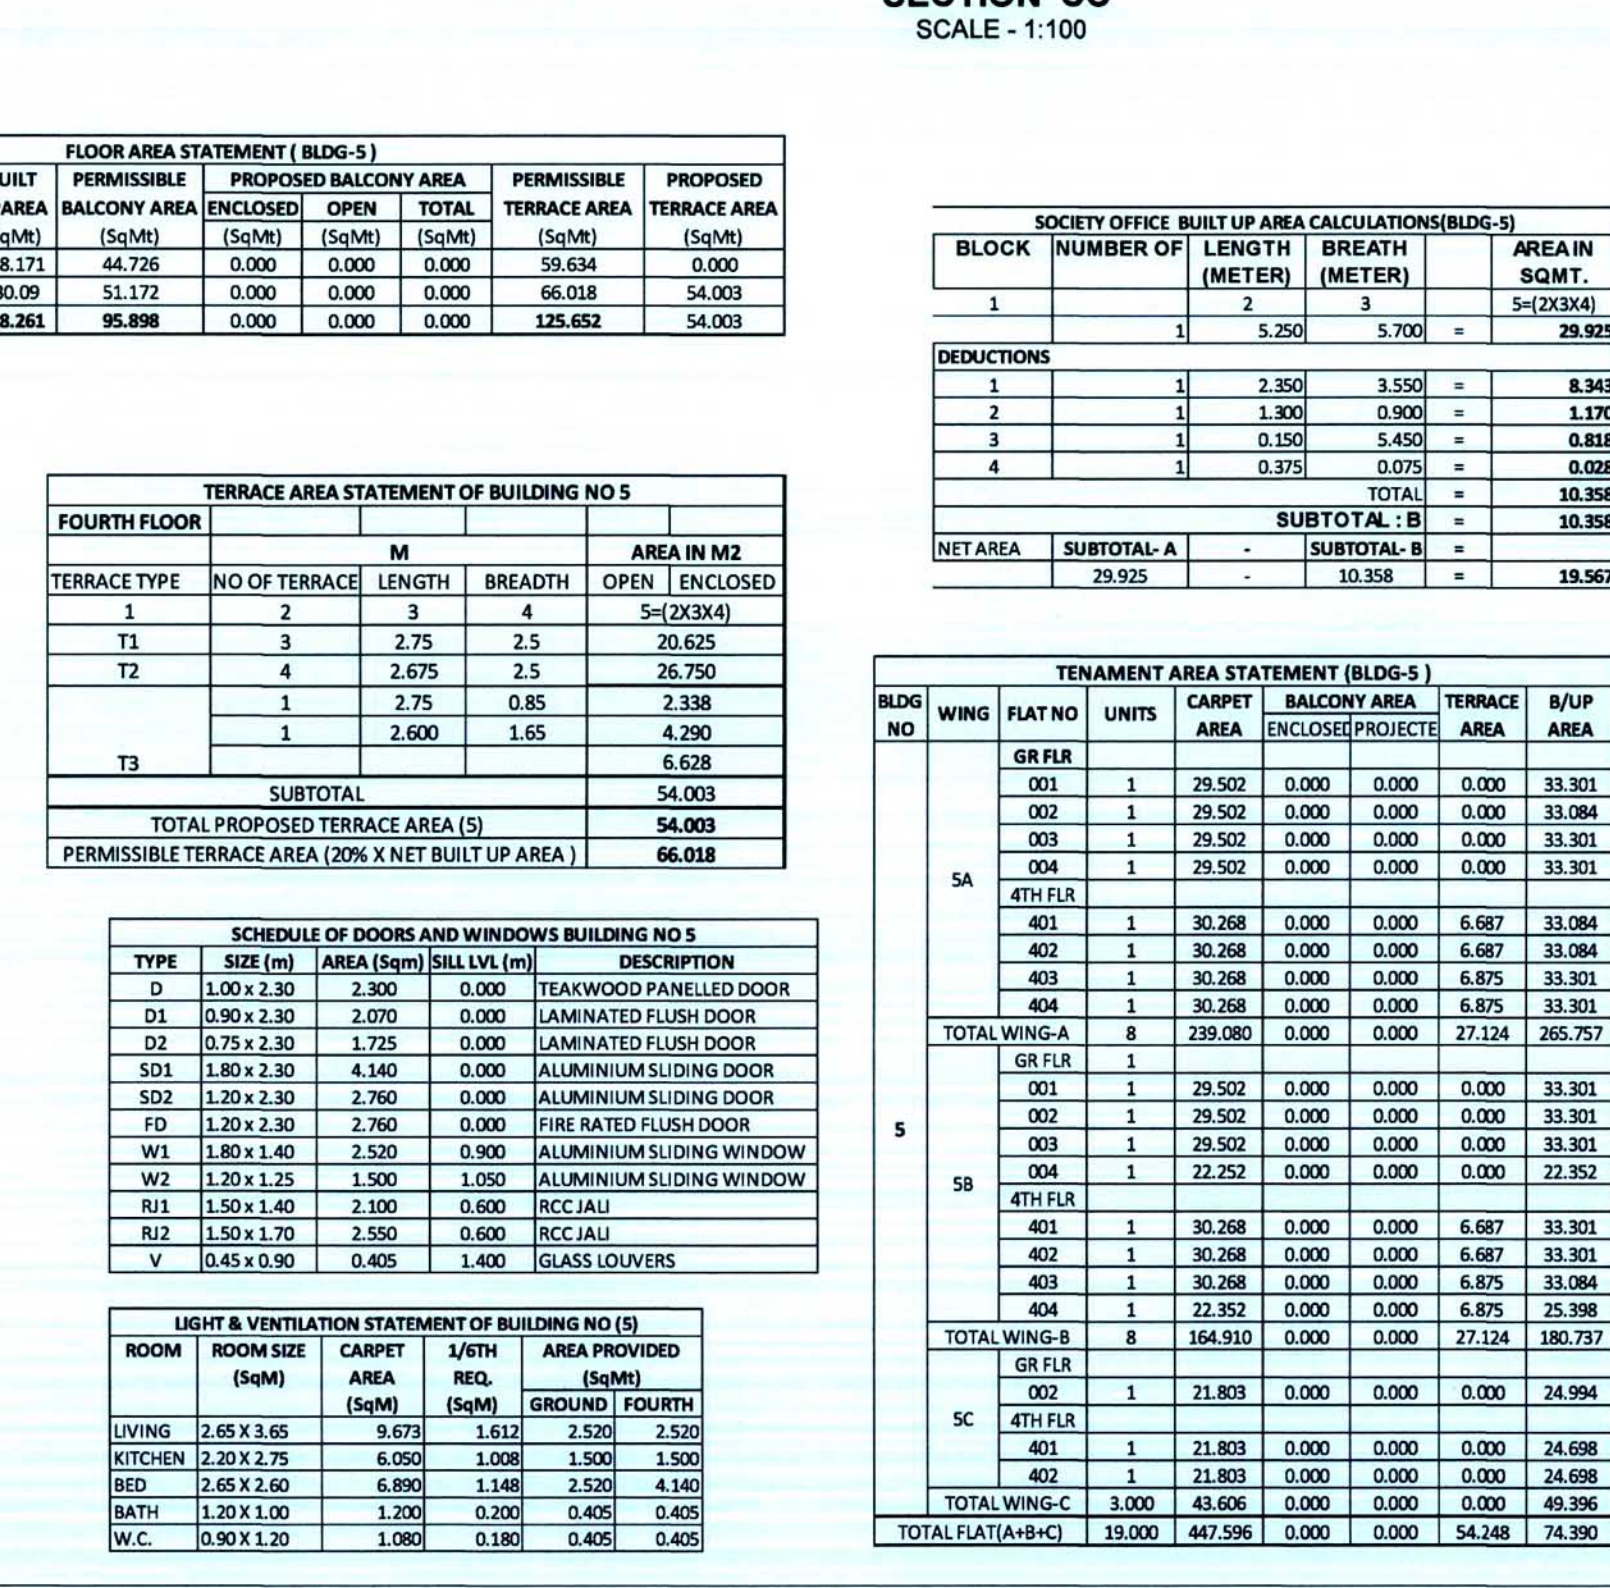 SCALE - 1:100
FLOOR AREA STATEMENT ( BLDG-5 )
PERMISSIBLE PROPOSED BALCONY AREA PERMISSIBLE PROPOSED
AREA BALCONY AREA ENCLOSED OPEN TOTAL TERRACE AREA TERRACE AREA
(SqMt) (SqMt) (SqMt) (SqMt) (SqMt) (SqMt)
8.171 44.726 0.000 0.000 0.000 59.634 0.000
51.172 0.000 0.000 0.000 66.018 54.003
8.261 95.898 0.000 0.000 0.000 125.652 54.003
SOCIETY OFFICE BUILT UP AREA CALCULATIONS(BLDG-5)
BLOCK NUMBER OF LENGTH BREATH AREA IN
(METER) (METER) SQMT.
1 2 3 5=(2X3X4)
1 5.250 5.700 = 29.925
DEDUCTIONS
1 1 2.350 3.550 = 8.343
2 1 1.300 0.900 = 1.170
3 1 0.150 5.450 = 0.818
4 1 0.375 0.075 = 0.028
TOTAL = 10.358
SUBTOTAL : B = 10.358
NET AREA SUBTOTAL- A - SUBTOTAL- B =
29.925 - 10.358 = 19.567
TERRACE AREA STATEMENT OF BUILDING NO 5
FOURTH FLOOR
M AREA IN M2
TERRACE TYPE NO OF TERRACE LENGTH BREADTH OPEN ENCLOSED
1 2 3 4 5=(2X3X4)
T1 3 2.75 2.5 20.625
T2 4 2.675 2.5 26.750
1 2.75 0.85 2.338
1 2.600 1.65 4.290
T3 6.628
SUBTOTAL 54.003
TOTAL PROPOSED TERRACE AREA (5) 54.003
PERMISSIBLE TERRACE AREA (20% X NET BUILT UP AREA ) 66.018
SCHEDULE OF DOORS AND WINDOWS BUILDING NO 5
TYPE SIZE (m) AREA (Sqm) SILL LVL (m) DESCRIPTION
D 1.00 x 2.30 2.300 0.000 TEAKWOOD PANELLED DOOR
D1 0.90 x 2.30 2.070 0.000 LAMINATED FLUSH DOOR
D2 0.75 x 2.30 1.725 0.000 LAMINATED FLUSH DOOR
SD1 1.80 x 2.30 4.140 0.000 ALUMINIUM SLIDING DOOR
SD2 1.20 x 2.30 2.760 0.000 ALUMINIUM SLIDING DOOR
FD 1.20 x 2.30 2.760 0.000 FIRE RATED FLUSH DOOR
W1 1.80 x 1.40 2.520 0.900 ALUMINIUM SLIDING WINDOW
W2 1.20 x 1.25 1.500 1.050 ALUMINIUM SLIDING WINDOW
RJ1 1.50 x 1.40 2.100 0.600 RCC JALI
RJ2 1.50 x 1.70 2.550 0.600 RCC JALI
V 0.45 x 0.90 0.405 1.400 GLASS LOUVERS
LIGHT & VENTILATION STATEMENT OF BUILDING NO (5)
ROOM ROOM SIZE CARPET 1/6TH AREA PROVIDED
(SqM) AREA REQ. (SqMt)
(SqM) (SqM) GROUND FOURTH
LIVING 2.65 X 3.65 9.673 1.612 2.520 2.520
KITCHEN 2.20 X 2.75 6.050 1.008 1.500 1.500
BED 2.65 X 2.60 6.890 1.148 2.520 4.140
BATH 1.20 X 1.00 1.200 0.200 0.405 0.405
W.C. 0.90 X 1.20 1.080 0.180 0.405 0.405
TENAMENT AREA STATEMENT (BLDG-5 )
BLDG WING FLAT NO UNITS CARPET BALCONY AREA TERRACE B/UP
NO AREA ENCLOSED PROJECTE AREA AREA
GR FLR
001 1 29.502 0.000 0.000 0.000 33.301
002 1 29.502 0.000 0.000 0.000 33.084
003 1 29.502 0.000 0.000 0.000 33.301
004 1 29.502 0.000 0.000 0.000 33.301
5A
4TH FLR
401 1 30.268 0.000 0.000 6.687 33.084
402 1 30.268 0.000 0.000 6.687 33.084
403 1 30.268 0.000 0.000 6.875 33.301
404 1 30.268 0.000 0.000 6.875 33.301
TOTAL WING-A 8 239.080 0.000 0.000 27.124 265.757
GR FLR 1
001 1 29.502 0.000 0.000 0.000 33.301
002 1 29.502 0.000 0.000 0.000 33.301
5
003 1 29.502 0.000 0.000 0.000 33.301
004 1 22.252 0.000 0.000 0.000 22.352
5B
4TH FLR
401 1 30.268 0.000 0.000 6.687 33.301
402 1 30.268 0.000 0.000 6.687 33.301
403 1 30.268 0.000 0.000 6.875 33.084
404 1 22.352 0.000 0.000 6.875 25.398
TOTAL WING-B 8 164.910 0.000 0.000 27.124 180.737
GR FLR
002 1 21.803 0.000 0.000 0.000 24.994
5C 4TH FLR
401 1 21.803 0.000 0.000 0.000 24.698
402 1 21.803 0.000 0.000 0.000 24.698
TOTAL WING-C 3.000 43.606 0.000 0.000 0.000 49.396
TOTAL FLAT(A+B+C) 19.000 447.596 0.000 0.000 54.248 74.390